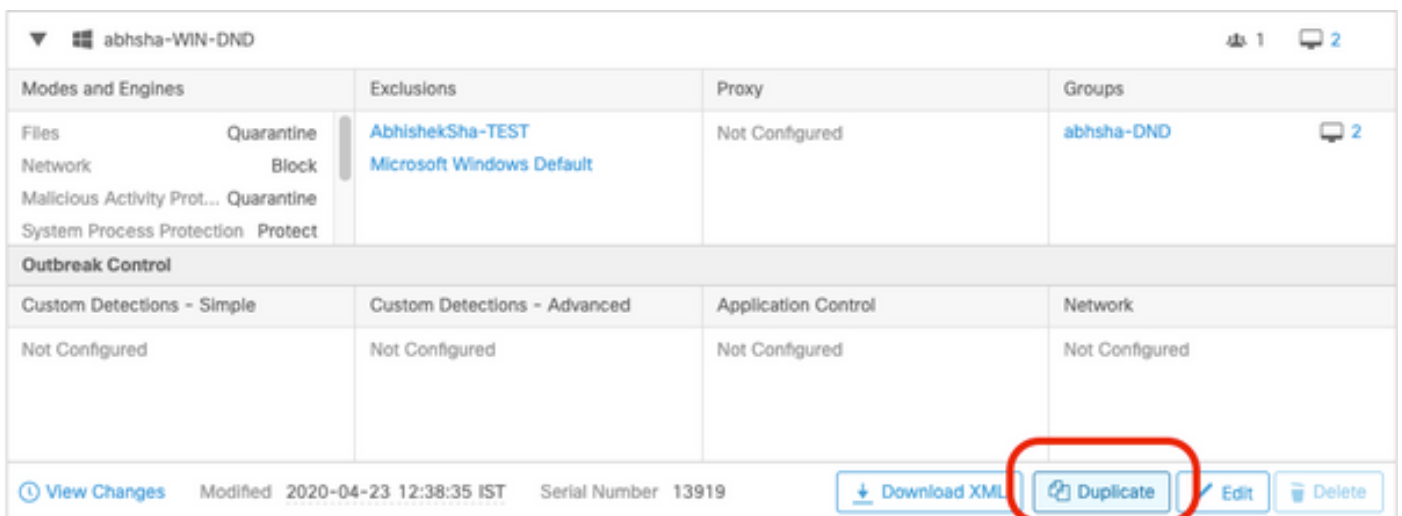 abhsha-WIN-DND 1 2
Modes and Engines Exclusions Proxy Groups
Files Quarantine AbhishekSha-TEST Not Configured abhsha-DND 2
Network Block Microsoft Windows Default
Malicious Activity Prot... Quarantine
System Process Protection Protect
Outbreak Control
Custom Detections - Simple Custom Detections - Advanced Application Control Network
Not Configured Not Configured Not Configured Not Configured
View Changes Modified 2020-04-23 12:38:35 IST Serial Number 13919 Download XML Duplicate Edit Delete